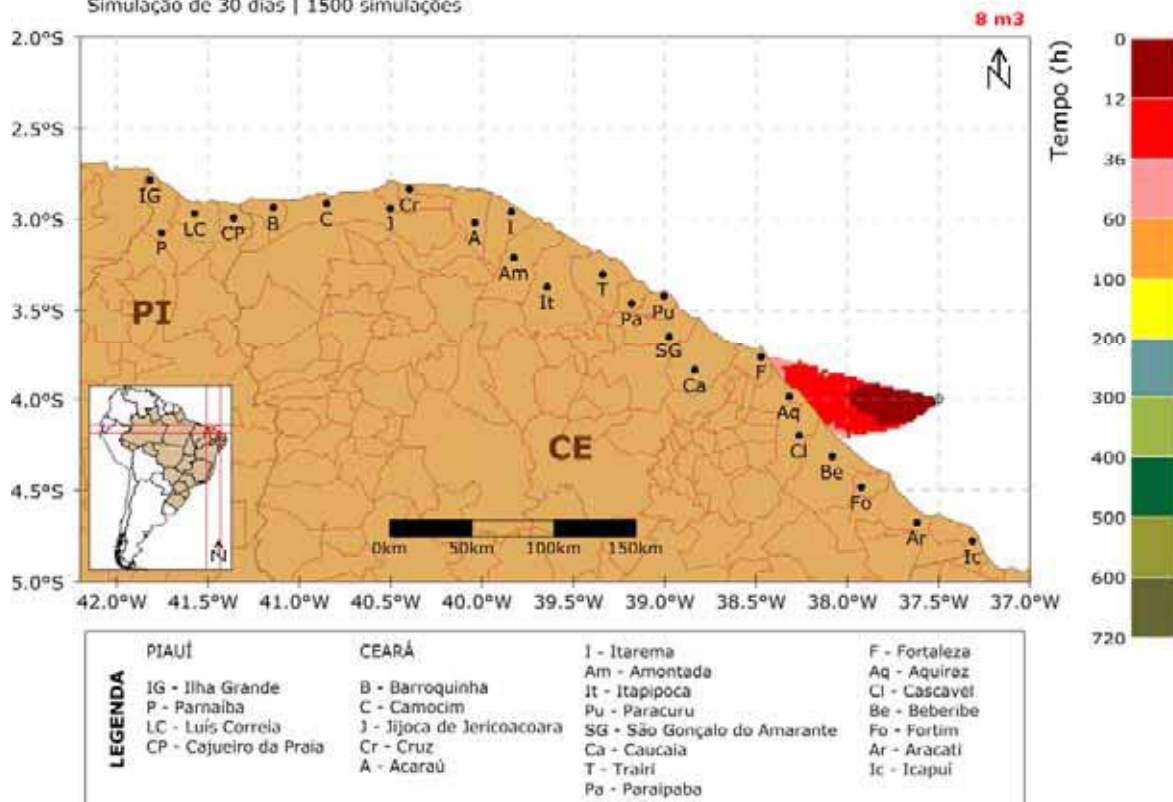 Simulação de 30 dias | 1500 simulações
8 m3
N
Tempo (h)
0
12
36
60
100
200
300
400
500
600
720
2.0°S
2.5°S
3.0°S
3.5°S
4.0°S
4.5°S
5.0°S
IG
P
LC
CP
B
C
J
Cr
A
I
Am
It
T
Pa
Pu
SG
Ca
F
Aq
Cl
Be
Fo
Ar
Ic
PI
CE
N
0km 50km 100km 150km
42.0°W 41.5°W 41.0°W 40.5°W 40.0°W 39.5°W 39.0°W 38.5°W 38.0°W 37.5°W 37.0°W
LEGENDA
PIAUÍ
IG - Ilha Grande
P - Parnaíba
LC - Luís Correia
CP - Cajueiro da Praia
CEARÁ
B - Barroquinha
C - Camocim
J - Jijoca de Jericoacoara
Cr - Cruz
A - Acaraú
I - Itarema
Am - Amontada
It - Itapipoca
Pu - Paracuru
SG - São Gonçalo do Amarante
Ca - Caucaia
T - Trairi
Pa - Paraipaba
F - Fortaleza
Aq - Aquiraz
Cl - Cascavel
Be - Beberibe
Fo - Fortim
Ar - Aracati
Ic - Icapuí